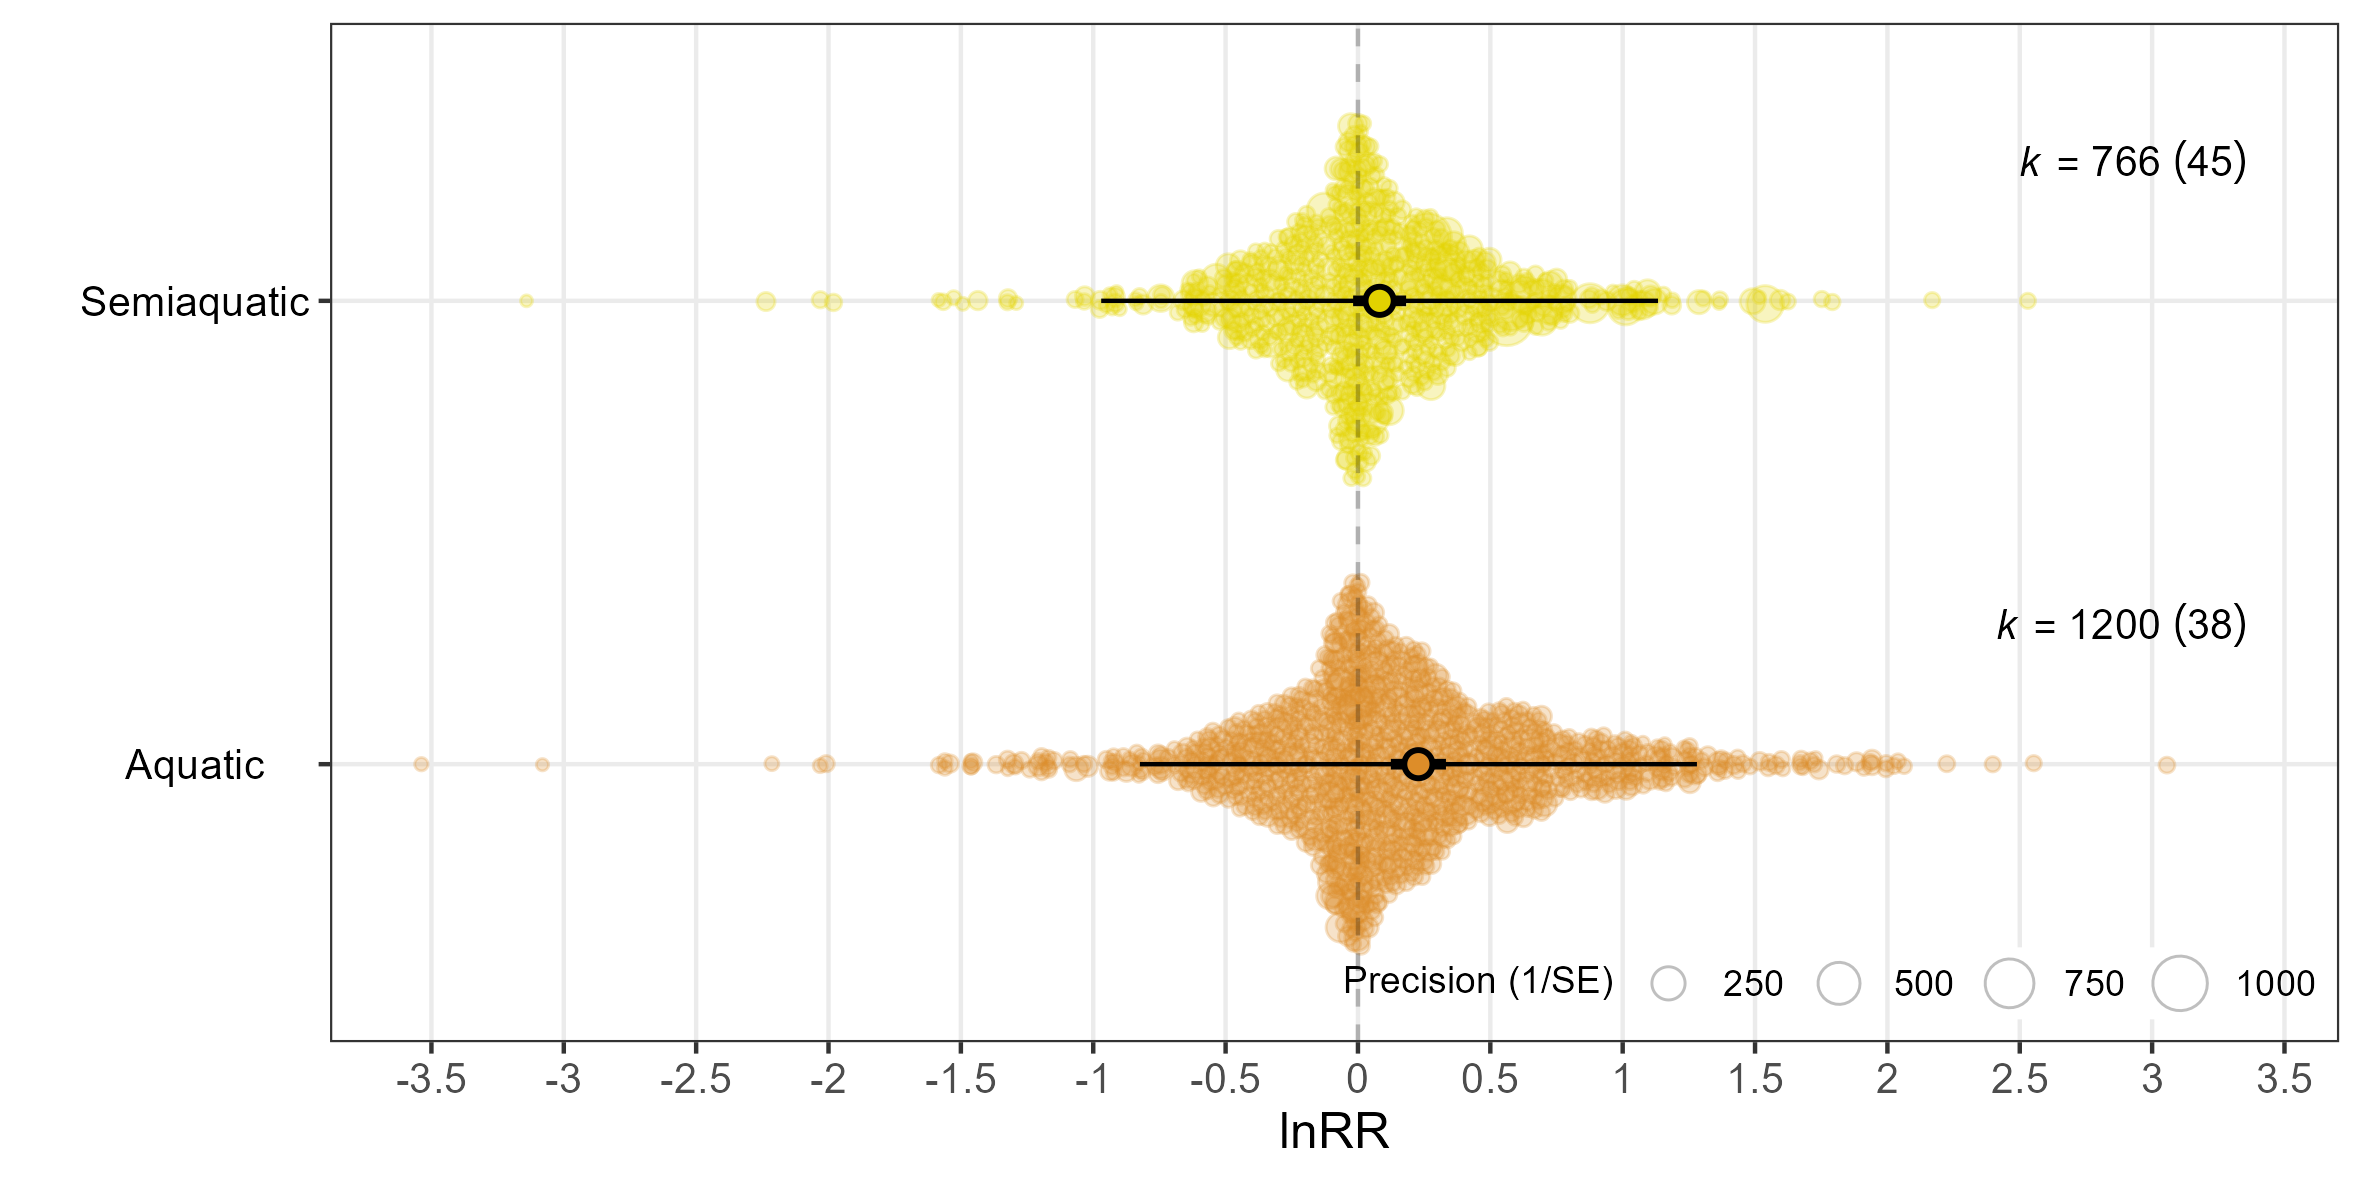 k = 766 (45)
Semiaquatic
k = 1200 (38)
Aquatic
Precision (1/SE) 250 500 750 1000
-3.5 -3 -2.5 -2 -1.5 -1 -0.5 0 0.5 1 1.5 2 2.5 3 3.5
lnRR